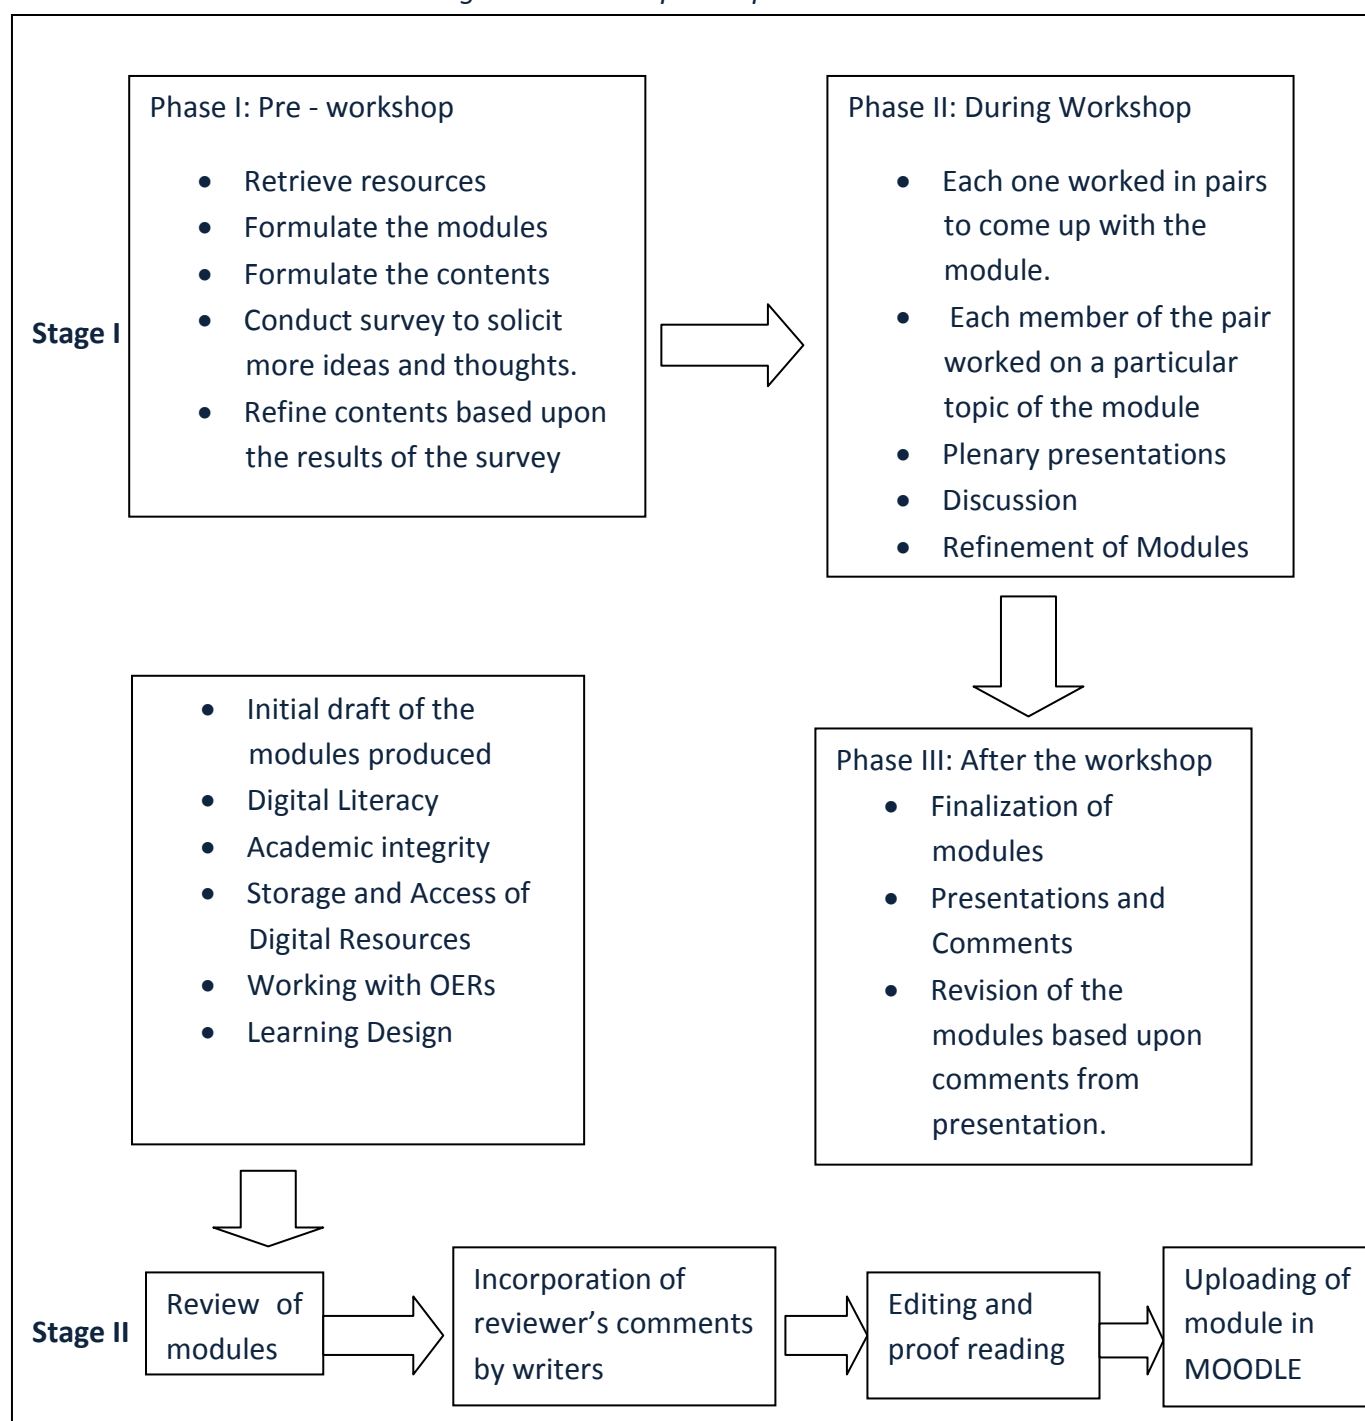 Phase I: Pre - workshop
• Retrieve resources
• Formulate the modules
• Formulate the contents
• Conduct survey to solicit
more ideas and thoughts.
• Refine contents based upon
the results of the survey
Stage I
Phase II: During Workshop
• Each one worked in pairs
to come up with the
module.
• Each member of the pair
worked on a particular
topic of the module
• Plenary presentations
• Discussion
• Refinement of Modules
Phase III: After the workshop
• Finalization of
modules
• Presentations and
Comments
• Revision of the
modules based upon
comments from
presentation.
• Initial draft of the
modules produced
• Digital Literacy
• Academic integrity
• Storage and Access of
Digital Resources
• Working with OERs
• Learning Design
Stage II
Review of
modules
Incorporation of
reviewer's comments
by writers
Editing and
proof reading
Uploading of
module in
MOODLE